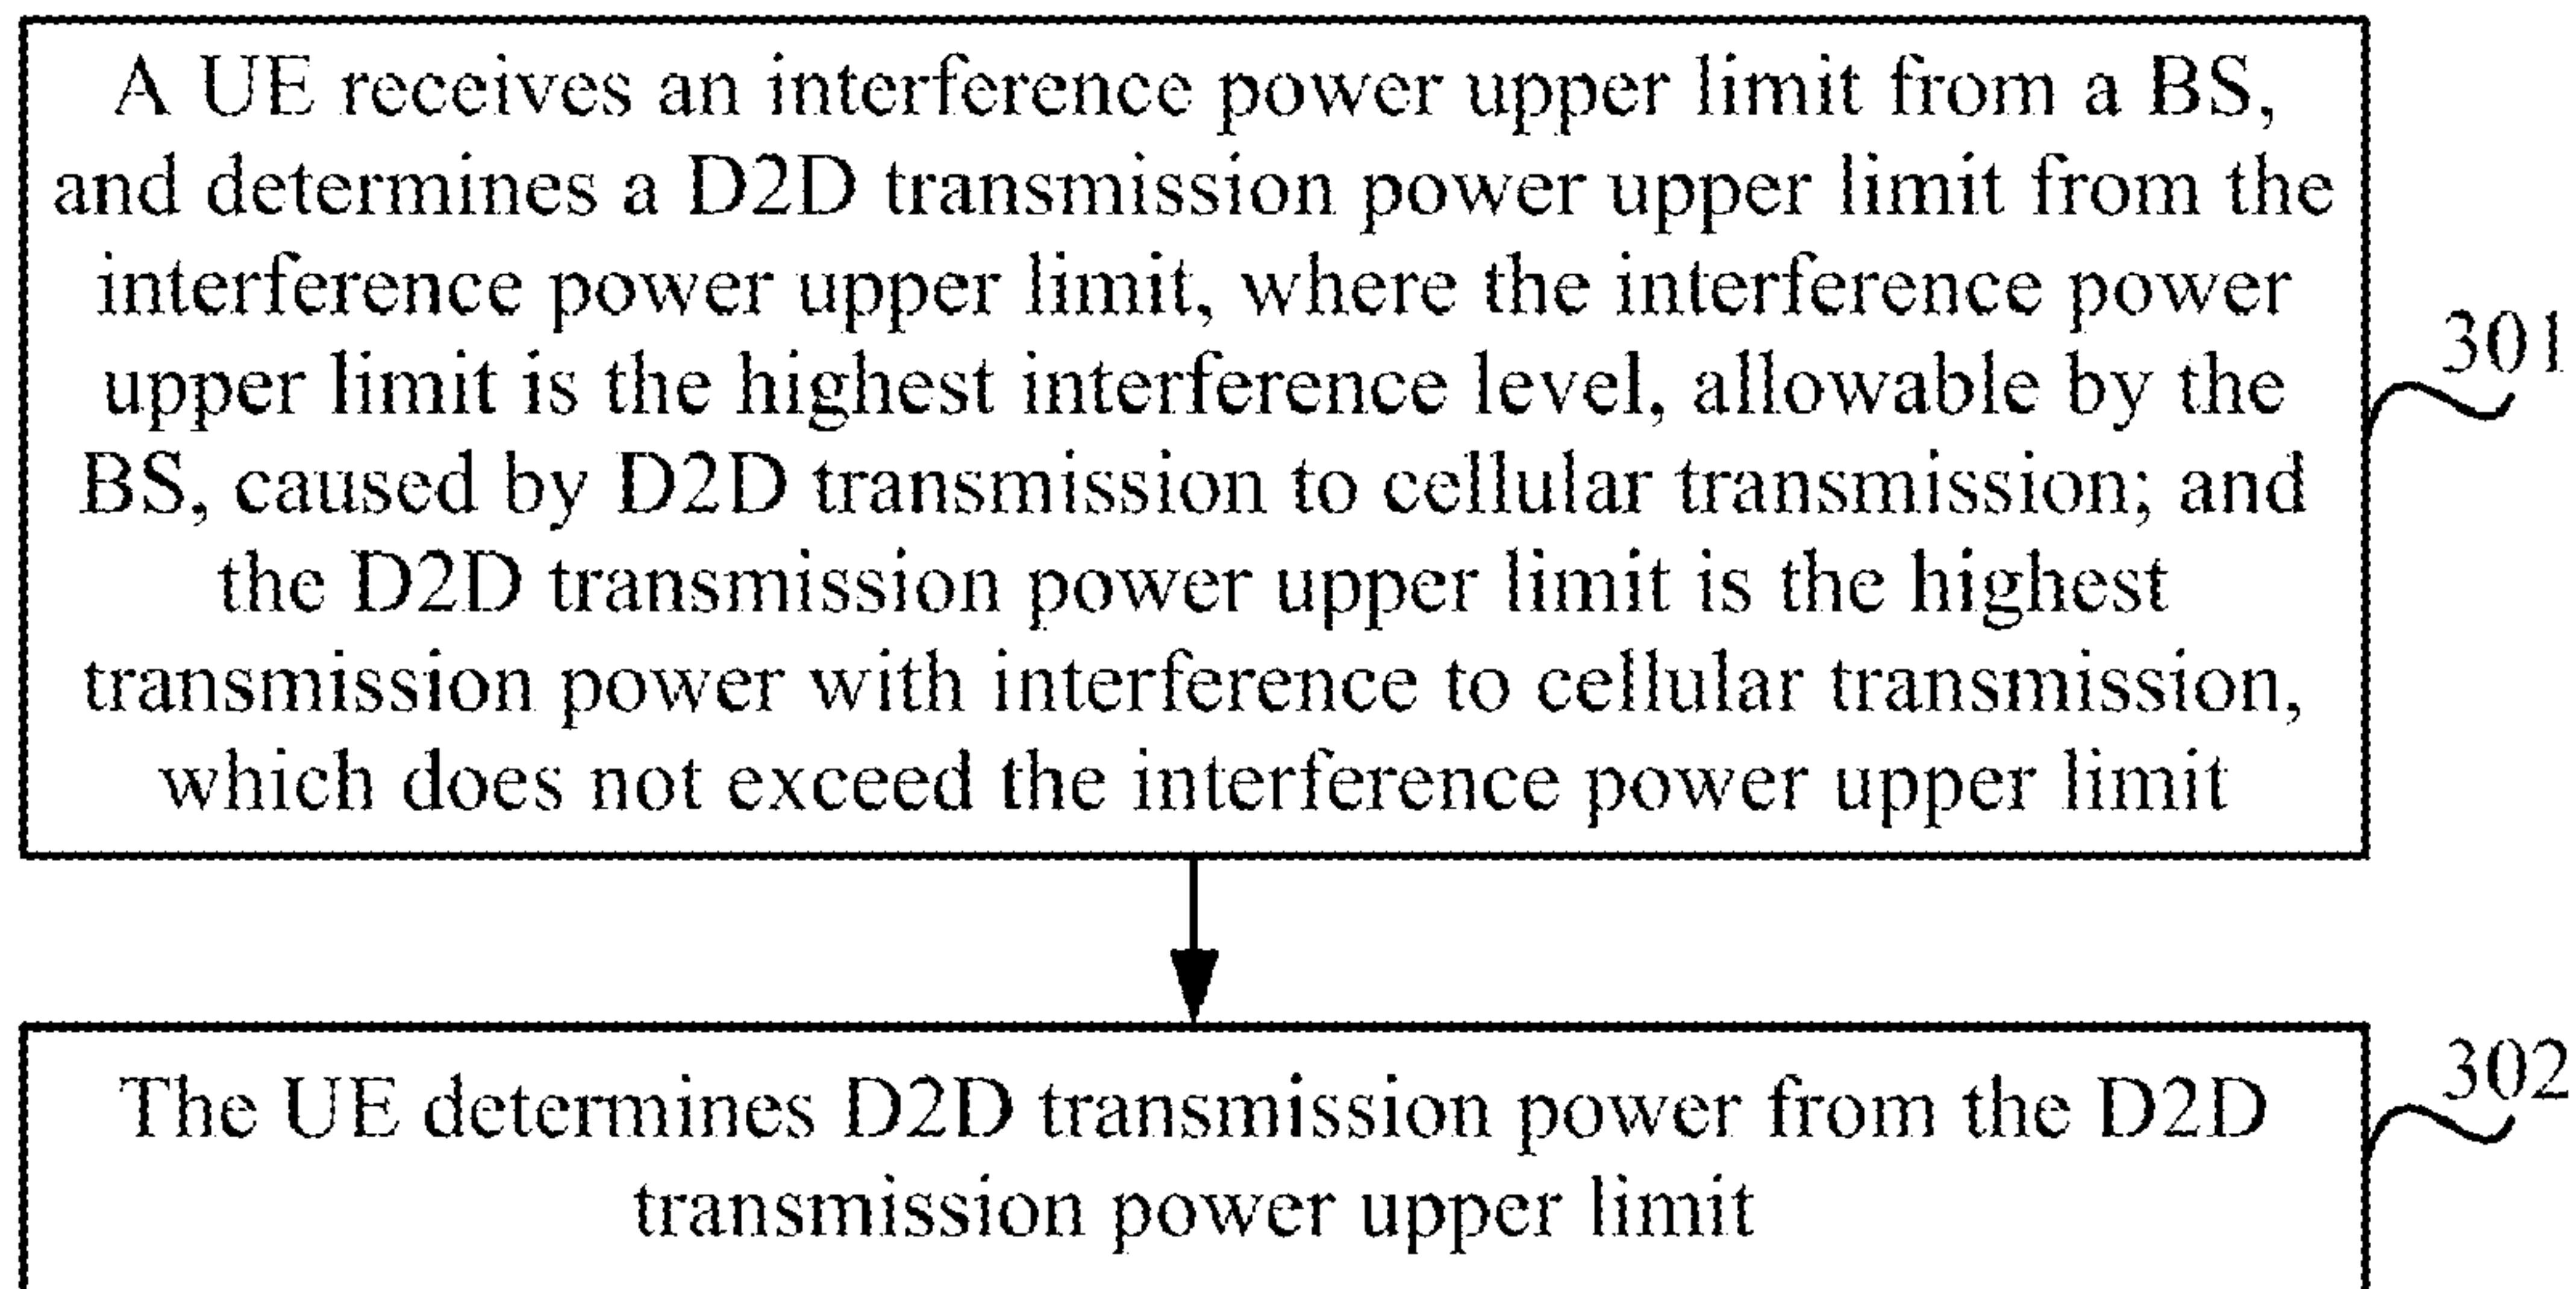 A UE receives an interference power upper limit from a BS,
and determines a D2D transmission power upper limit from the
interference power upper limit, where the interference power
upper limit is the highest interference level, allowable by the
BS, caused by D2D transmission to cellular transmission; and
the D2D transmission power upper limit is the highest
transmission power with interference to cellular transmission,
which does not exceed the interference power upper limit
301
The UE determines D2D transmission power from the D2D
transmission power upper limit
302